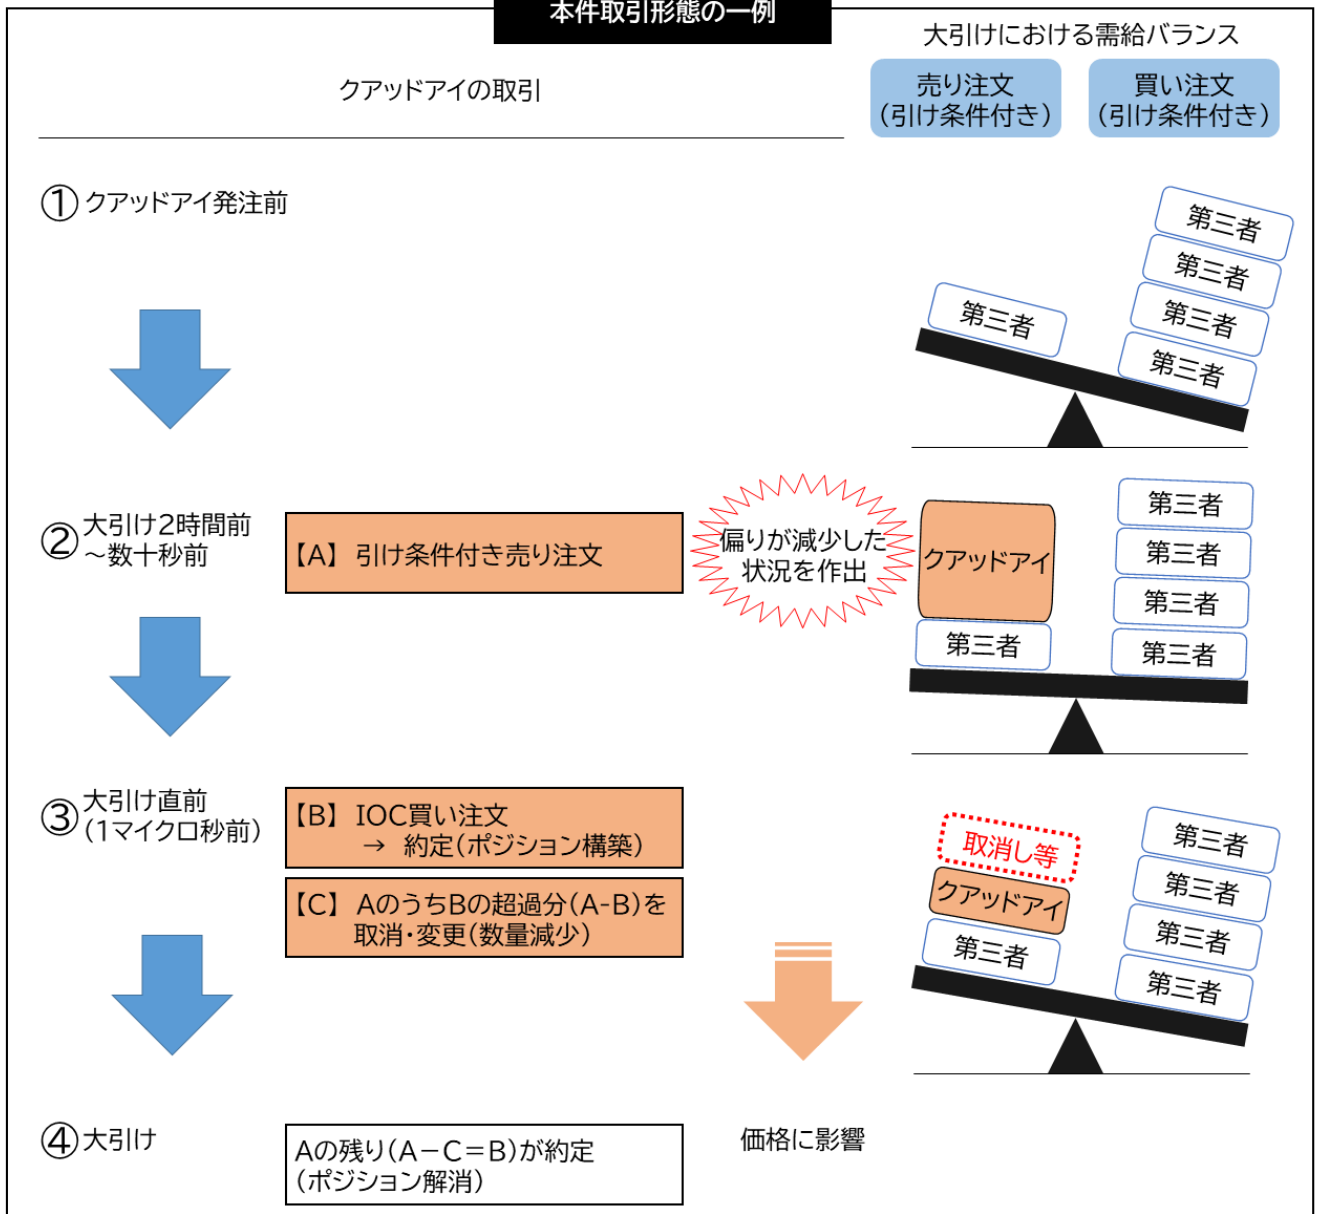 本件取引形態の一例
大引けにおける需給バランス
クアッドアイの取引
売り注文
(引け条件付き)
買い注文
(引け条件付き)
①クアッドアイ発注前
第三者
第三者
第三者
第三者
第三者
②大引け2時間前
～数十秒前
【A】 引け条件付き売り注文
偏りが減少した
状況を作出
クアッドアイ
第三者
第三者
第三者
第三者
第三者
③大引け直前
(1マイクロ秒前)
【B】 IOC買い注文
→ 約定(ポジション構築)
【C】 AのうちBの超過分(A-B)を
取消・変更(数量減少)
取消し等
クアッドアイ
第三者
第三者
第三者
第三者
第三者
④大引け
Aの残り(A－C＝B)が約定
(ポジション解消)
価格に影響